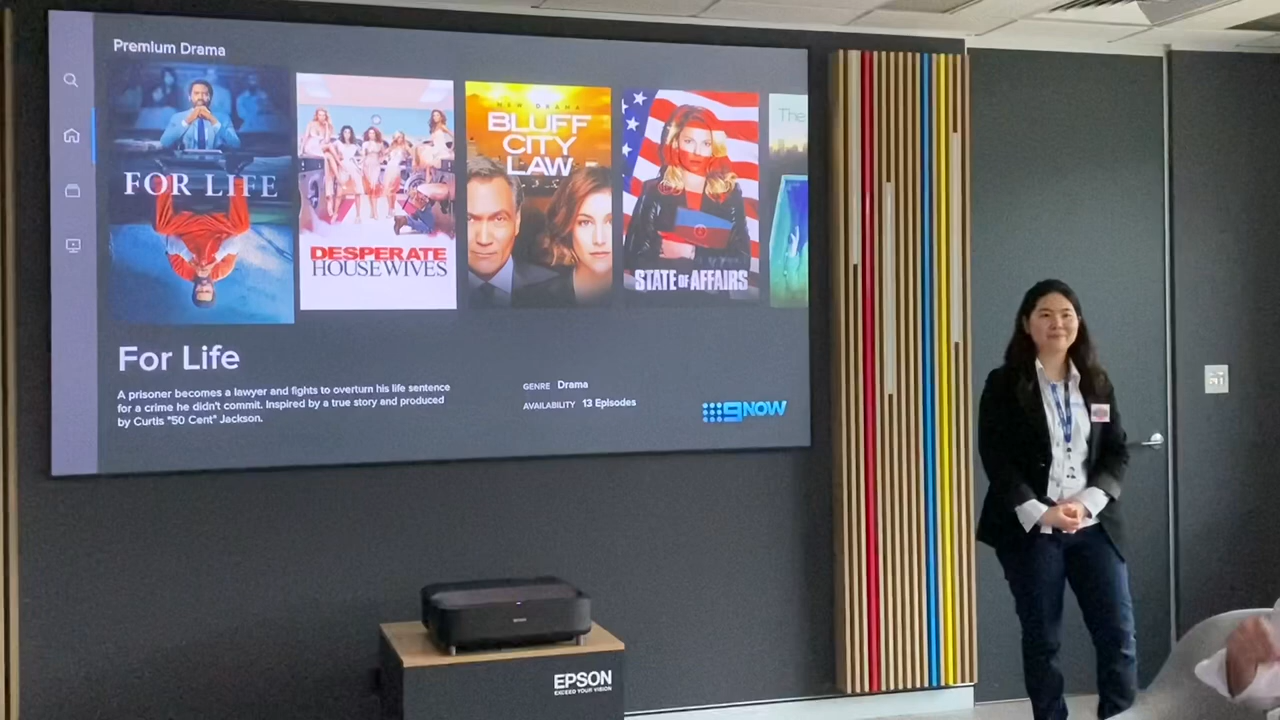 Premium Drama
FOR LIFE
DESPERATE
HOUSEWIVES
NEW DRAMA
BLUFF
CITY
LAW
STATE OF AFFAIRS
The
For Life
A prisoner becomes a lawyer and fights to overturn his life sentence
for a crime he didn't commit. Inspired by a true story and produced
by Curtis "50 Cent" Jackson.
GENRE Drama
AVAILABILITY 13 Episodes
9NOW
EPSON
EXCEED YOUR VISION